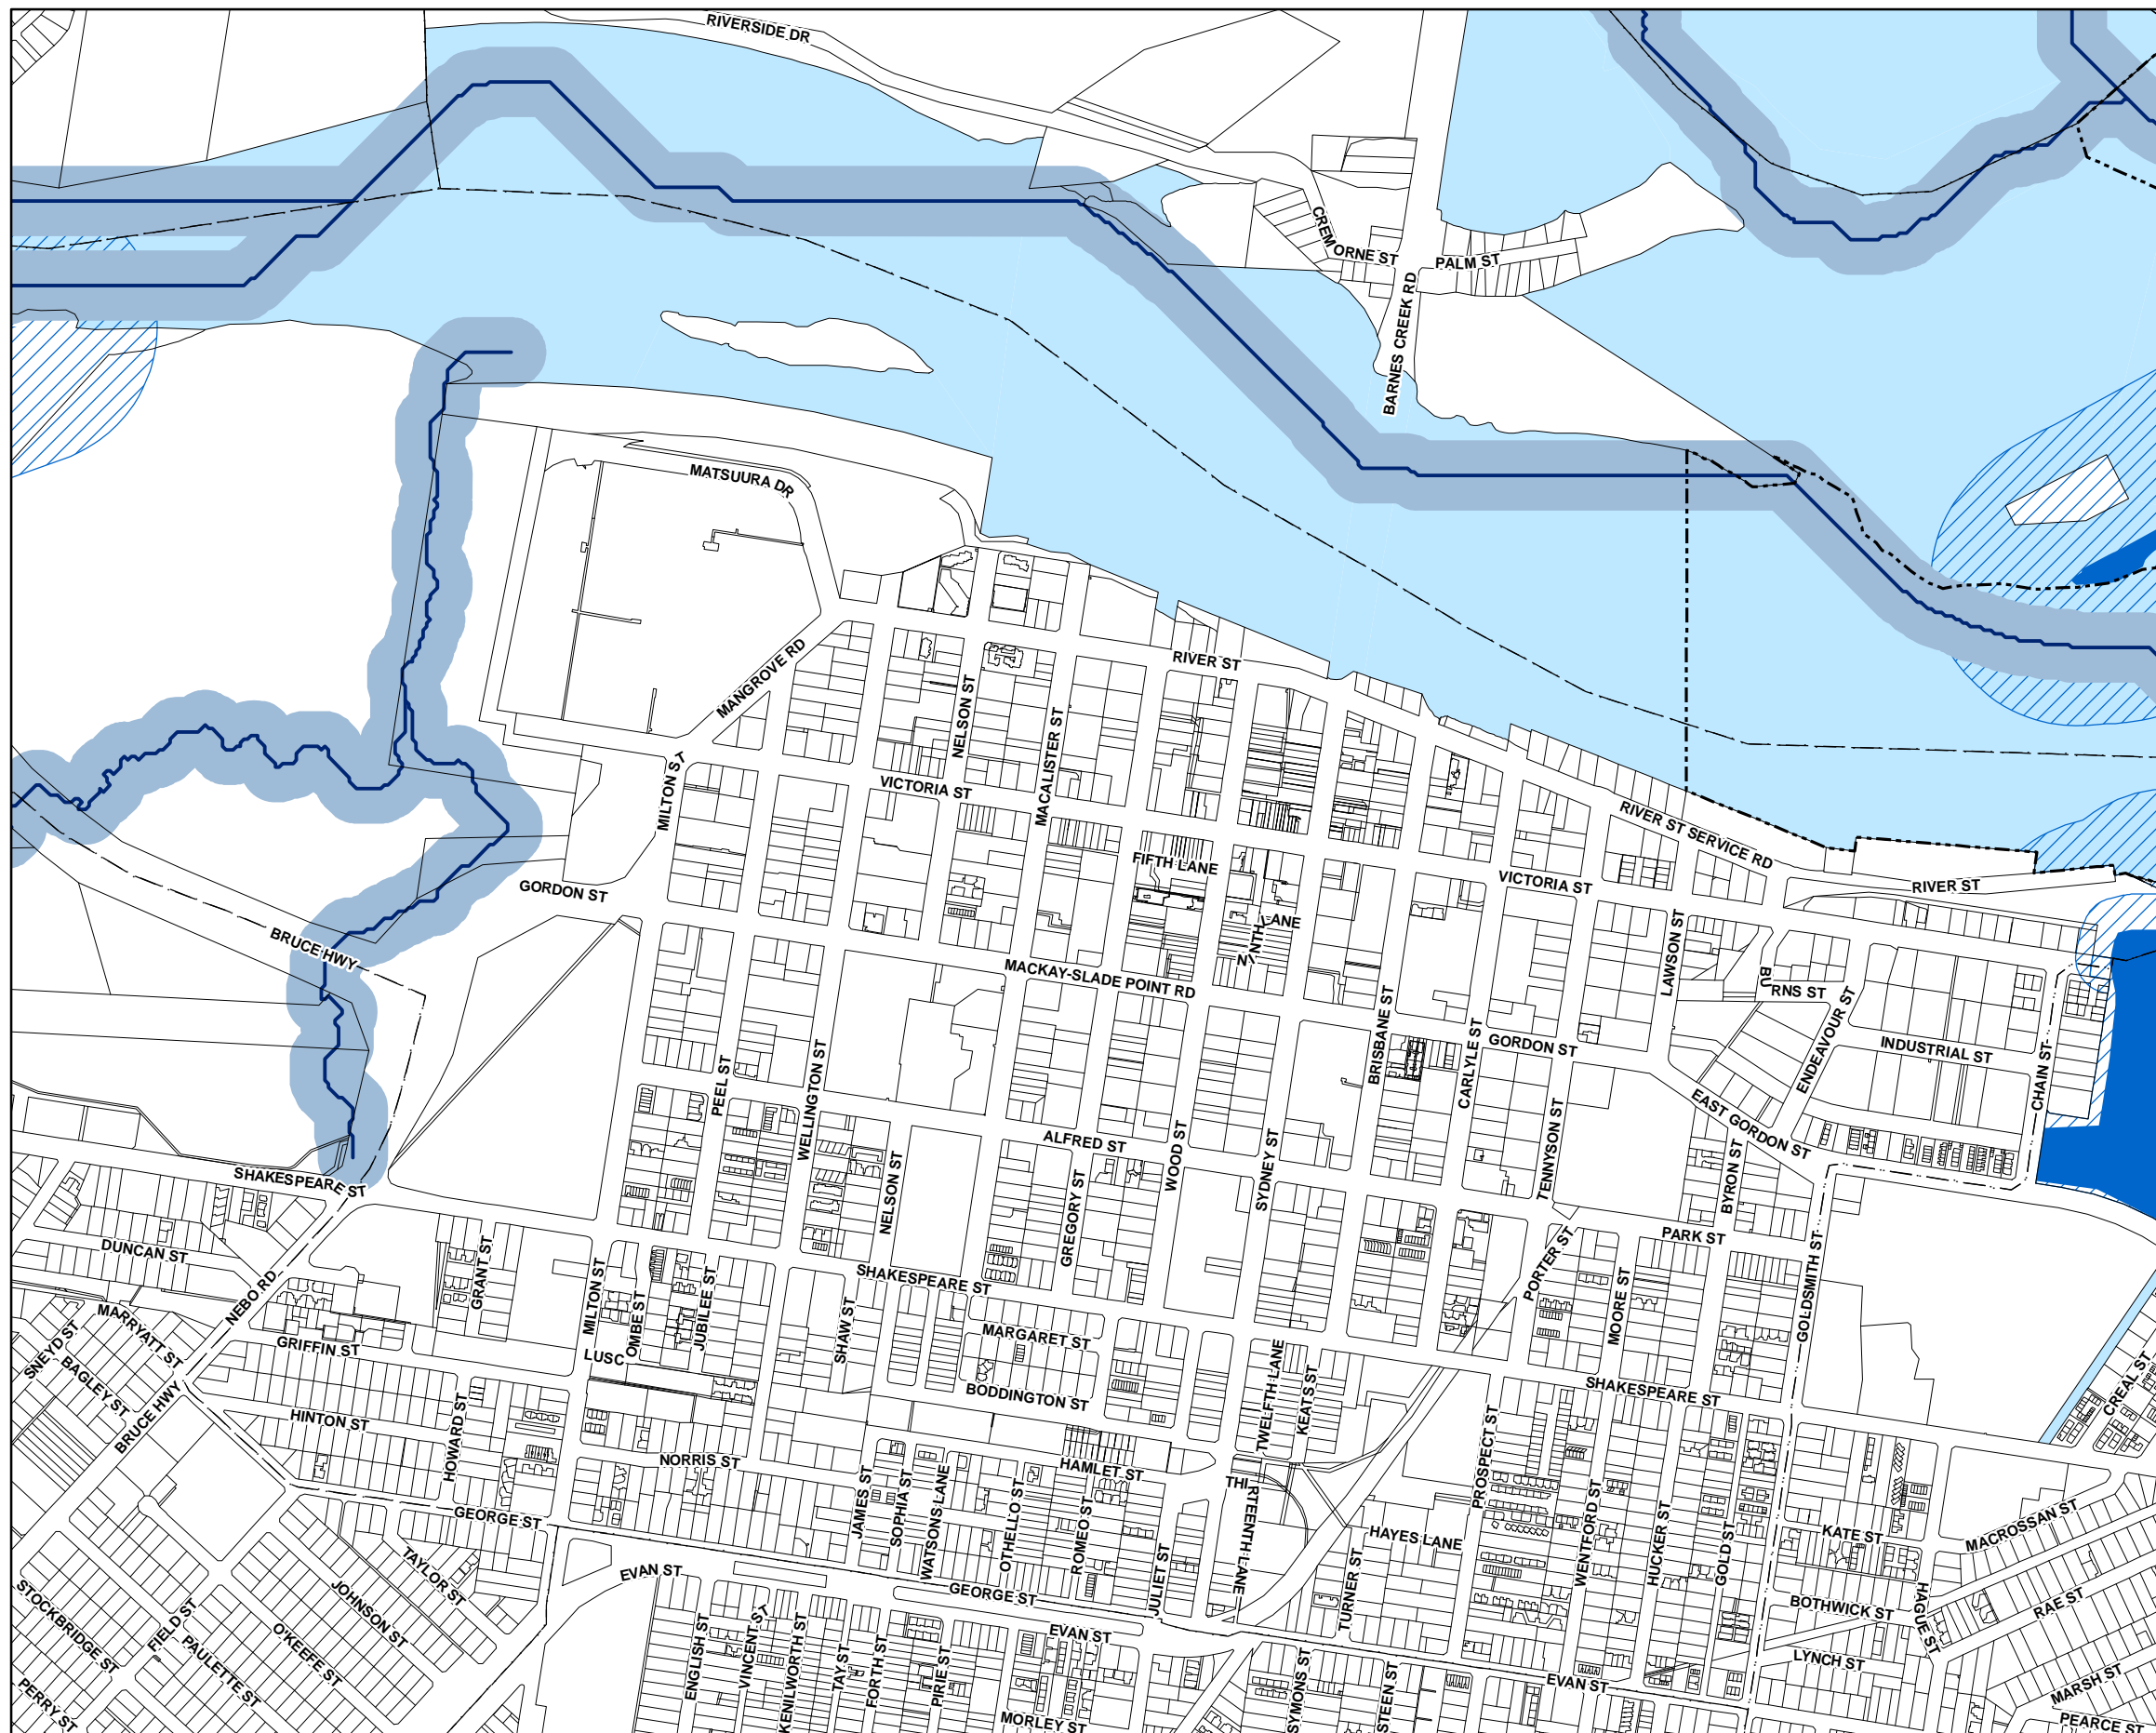 RIVERSIDE DR
CREMORNE ST
PALM ST
BARNES CREEK RD
MATSUURA DR
MANGROVE RD
RIVER ST
NELSON ST
MACALISTER ST
MILTON ST
VICTORIA ST
RIVER ST SERVICE RD
FIFTH LANE
VICTORIA ST
RIVER ST
GORDON ST
NINTH LANE
LAWSON ST
BRUCE HWY
MACKAY-SLADE POINT RD
BURNS ST
ENDEAVOUR ST
BRISBANE ST
CARLYLE ST
GORDON ST
INDUSTRIAL ST
CHAIN ST
PEEL ST
WELLINGTON ST
EAST GORDON ST
ALFRED ST
WOOD ST
SYDNEY ST
TENNYSON ST
BYRON ST
SHAKESPEARE ST
NELSON ST
GREGORY ST
PARK ST
GOLDSMITH ST
DUNCAN ST
GRANT ST
PORTER ST
NEBO RD
MILTON ST
LUSCOMBE ST
JUBILEE ST
SHAKESPEARE ST
MOORE ST
SHAW ST
MARGARET ST
MARRYATT ST
SNEYD ST
GRIFFIN ST
BAGLEY ST
TWELFTH LANE
KEATS ST
BODDINGTON ST
SHAKESPEARE ST
CREAL ST
BRUCE HWY
HINTON ST
HOWARD ST
PROSPECT ST
NORRIS ST
HAMLET ST
THIRTEENTH LANE
JAMES ST
SOPHIA ST
WATSONS LANE
OTHELLO ST
ROMEO ST
GEORGE ST
HAYES LANE
WENTFORD ST
HUCKER ST
GOLD ST
KATE ST
MACROSSAN ST
TAYLOR ST
JOHNSON ST
EVAN ST
GEORGE ST
JULIET ST
TURNER ST
BOTHWICK ST
HAGUE ST
RAE ST
STOCKBRIDGE ST
FIELD ST
O'KEEFE ST
PAULETTE ST
PERRY ST
ENGLISH ST
VINCENT ST
KENILWORTH ST
TAY ST
FORTH ST
PIRIE ST
EVAN ST
MORLEY ST
SYMONS ST
STEEN ST
EVAN ST
LYNCH ST
MARSH ST
PEARCE ST